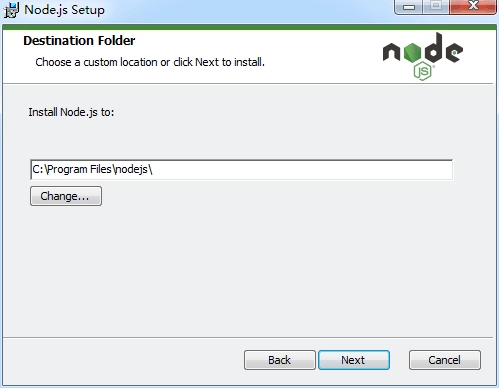 Node.js Setup
Destination Folder
Choose a custom location or click Next to install.
node
JS
Install Node.js to:
C:\Program Files\nodejs\
Change...
Back
Next
Cancel